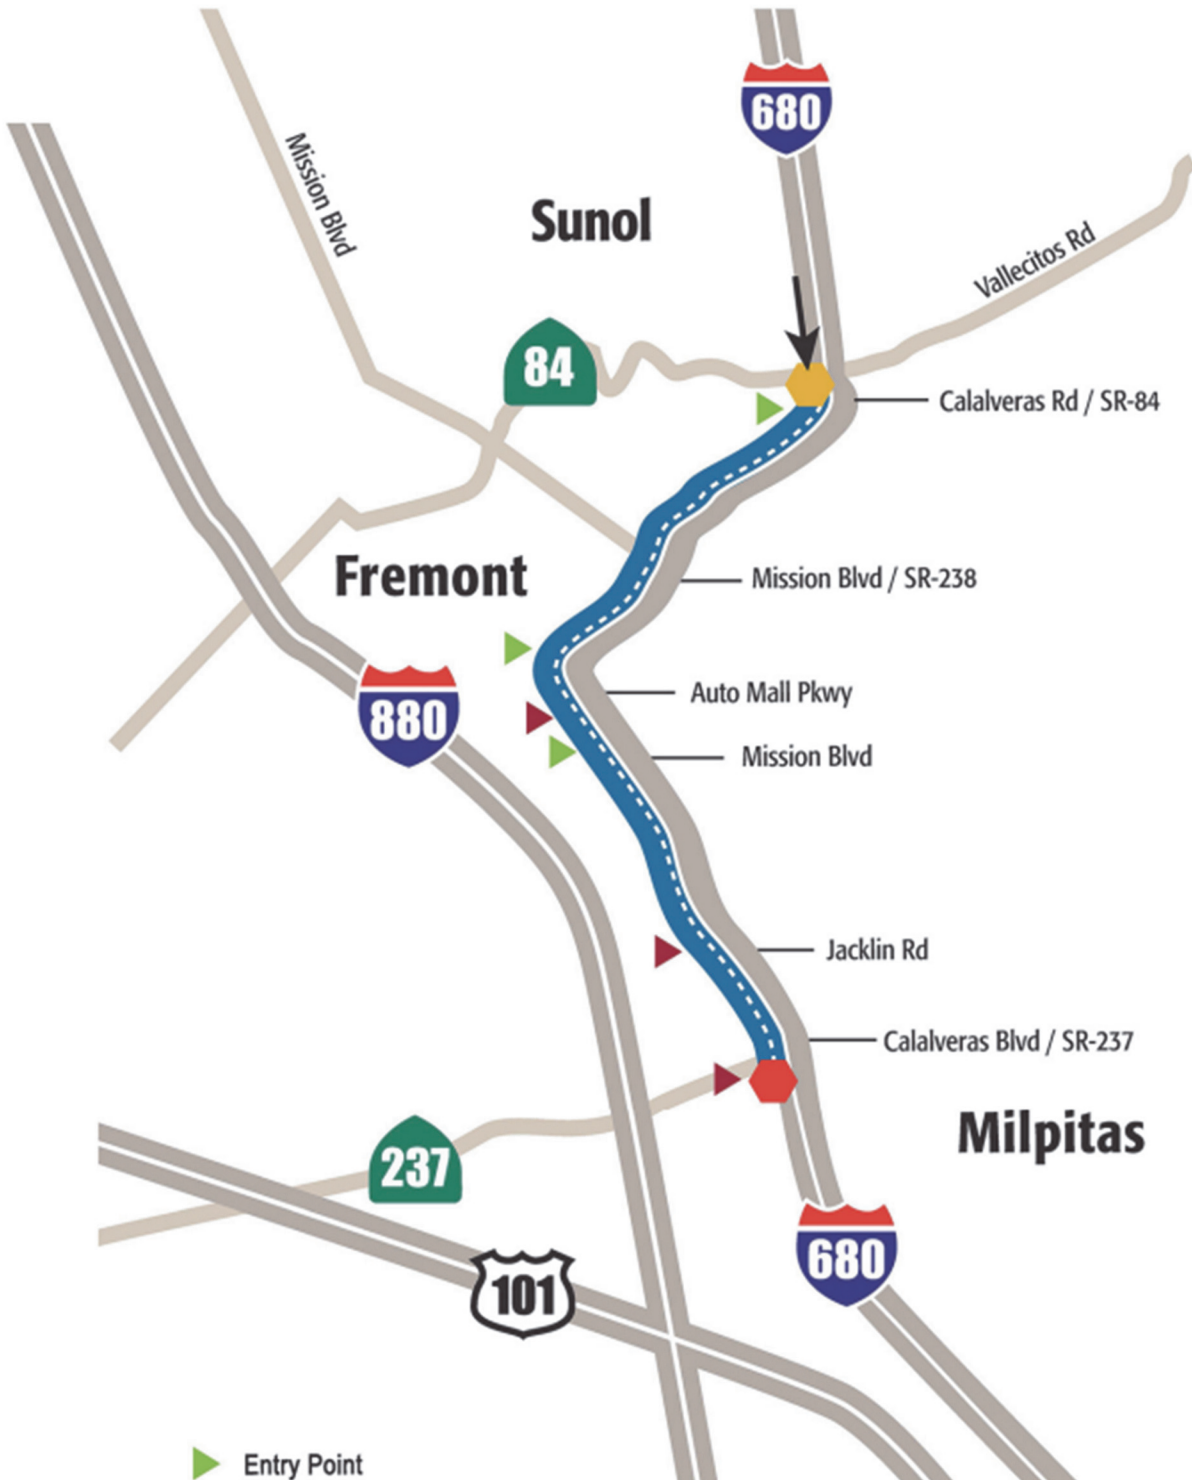 680
Mission Blvd
Sunol
Vallecitos Rd
84
Calalveras Rd / SR-84
Fremont
Mission Blvd / SR-238
880
Auto Mall Pkwy
Mission Blvd
Jacklin Rd
Calalveras Blvd / SR-237
Milpitas
237
680
101
Entry Point